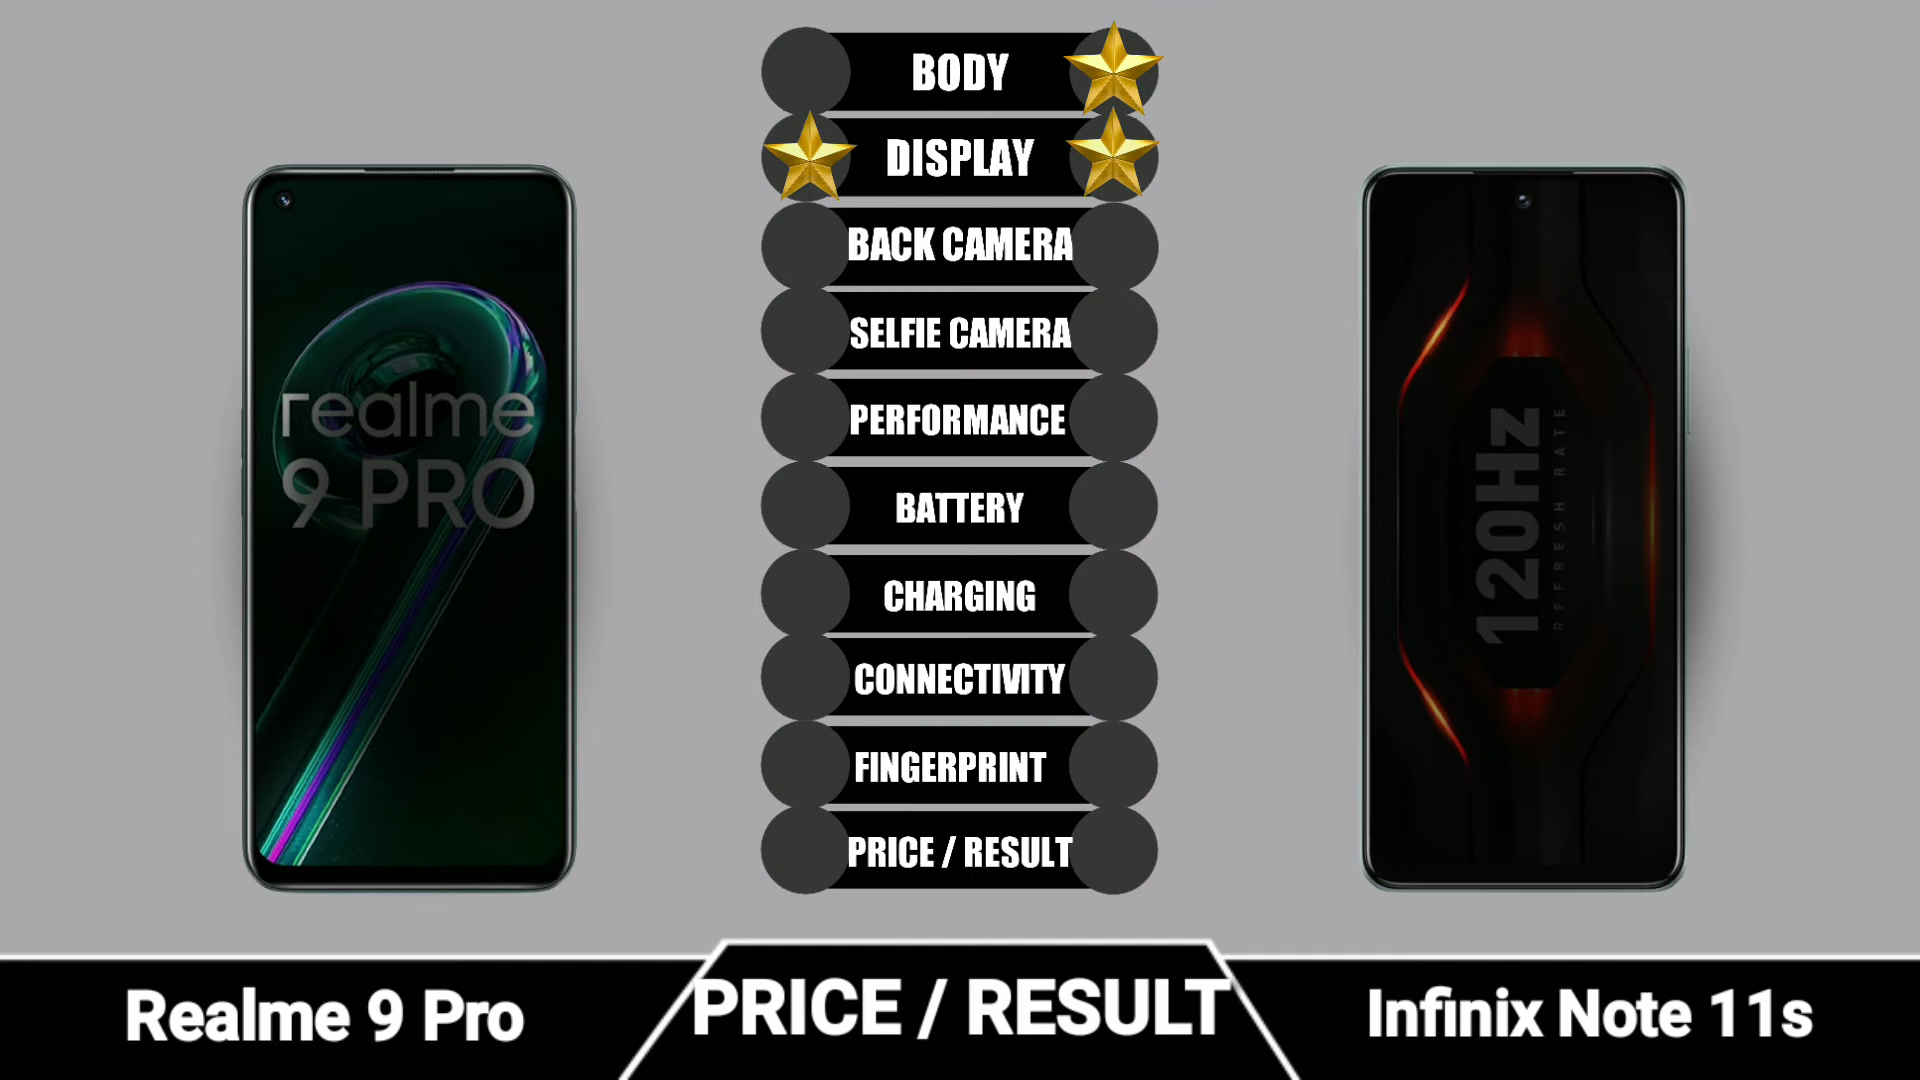 BODY
DISPLAY
BACK CAMERA
SELFIE CAMERA
PERFORMANCE
BATTERY
CHARGING
CONNECTIVITY
FINGERPRINT
PRICE / RESULT
realme
9 PRO
120Hz
REFRESH RATE
Realme 9 Pro
PRICE / RESULT
Infinix Note 11s